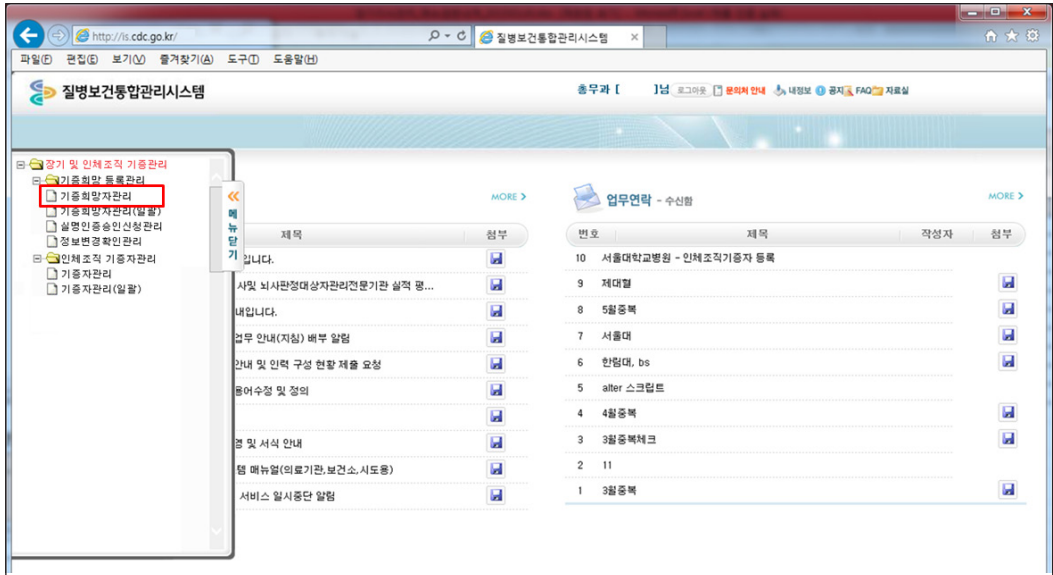 http://is.cdc.go.kr/
질병보건통합관리시스템
파일(F) 편집(E) 보기(V) 즐겨찾기(A) 도구(T) 도움말(H)
질병보건통합관리시스템
총무과 [ ]님 로그아웃 문의처 안내 내정보 공지 FAQ 자료실
장기 및 인체조직 기증관리
기증희망 등록관리
기증희망자관리
기증희망자관리(일괄)
실명인증승인신청관리
정보변경확인관리
인체조직 기증자관리
기증자관리
기증자관리(일괄)
메뉴닫기
MORE
제목 첨부
입니다.
사및 뇌사판정대상자관리전문기관 실적 평...
내입니다.
업무 안내(지침) 배부 알림
안내 및 인력 구성 현황 제출 요청
용어수정 및 정의
영 및 서식 안내
템 매뉴얼(의료기관,보건소,시도용)
서비스 일시중단 알림
업무연락 - 수신함
MORE
번호 제목 작성자 첨부
10 서울대학교병원 - 인체조직기증자 등록
9 제대혈
8 5월중복
7 서울대
6 한림대, bs
5 alter 스크립트
4 4월중복
3 3월중복체크
2 11
1 3월중복